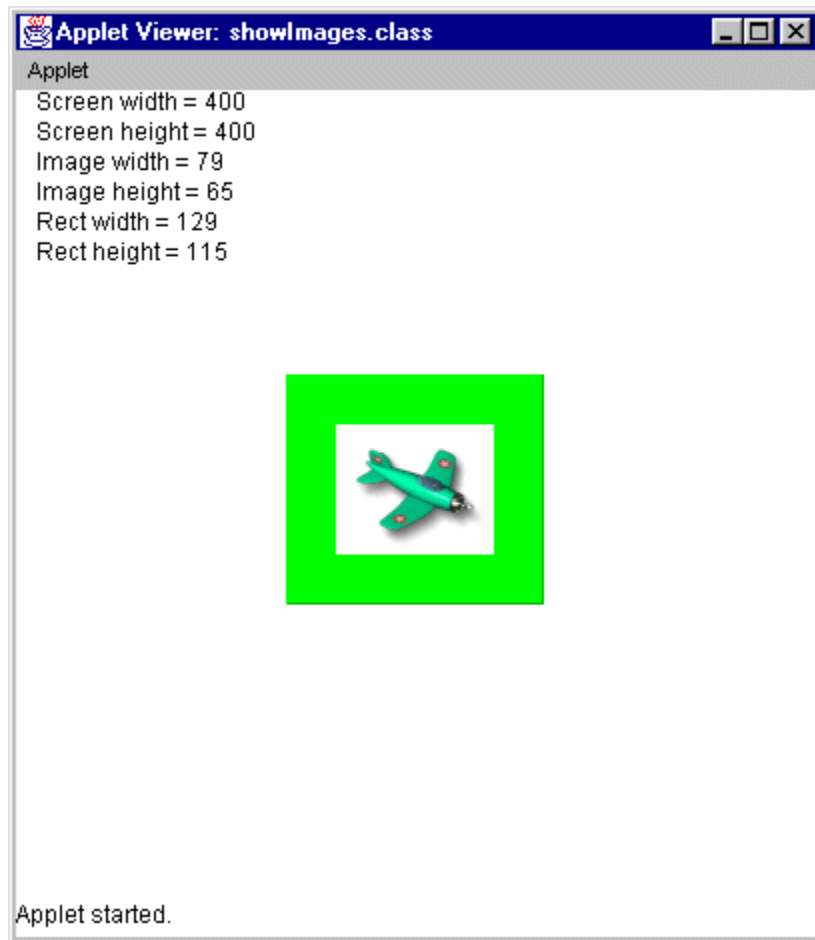 Applet Viewer: showImages.class
Applet
Screen width = 400
Screen height = 400
Image width = 79
Image height = 65
Rect width = 129
Rect height = 115
Applet started.